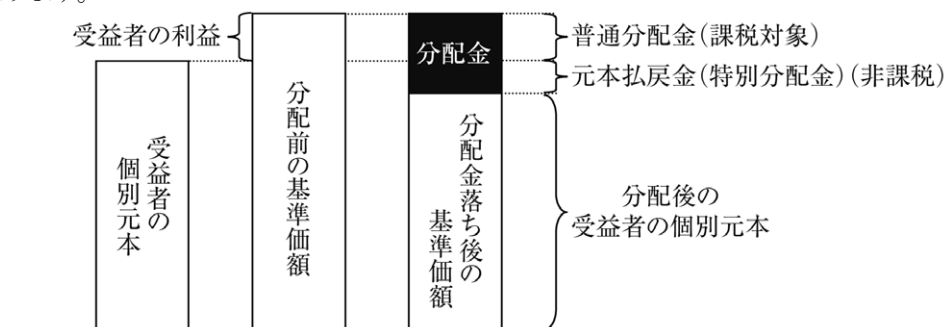 受益者の利益
分配金
普通分配金(課税対象)
元本払戻金(特別分配金)(非課税)
受益者の
個別元本
分配前の基準価額
分配金落ち後の
基準価額
分配後の
受益者の個別元本